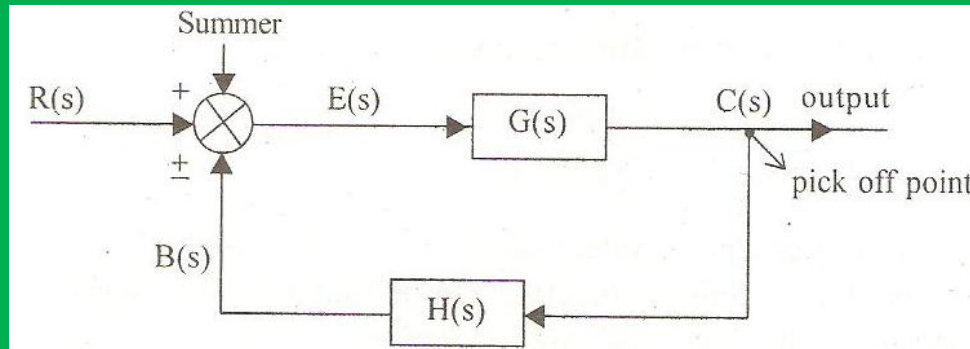 Summer
R(s)
+
E(s)
G(s)
C(s)
output
±
pick off point
B(s)
H(s)